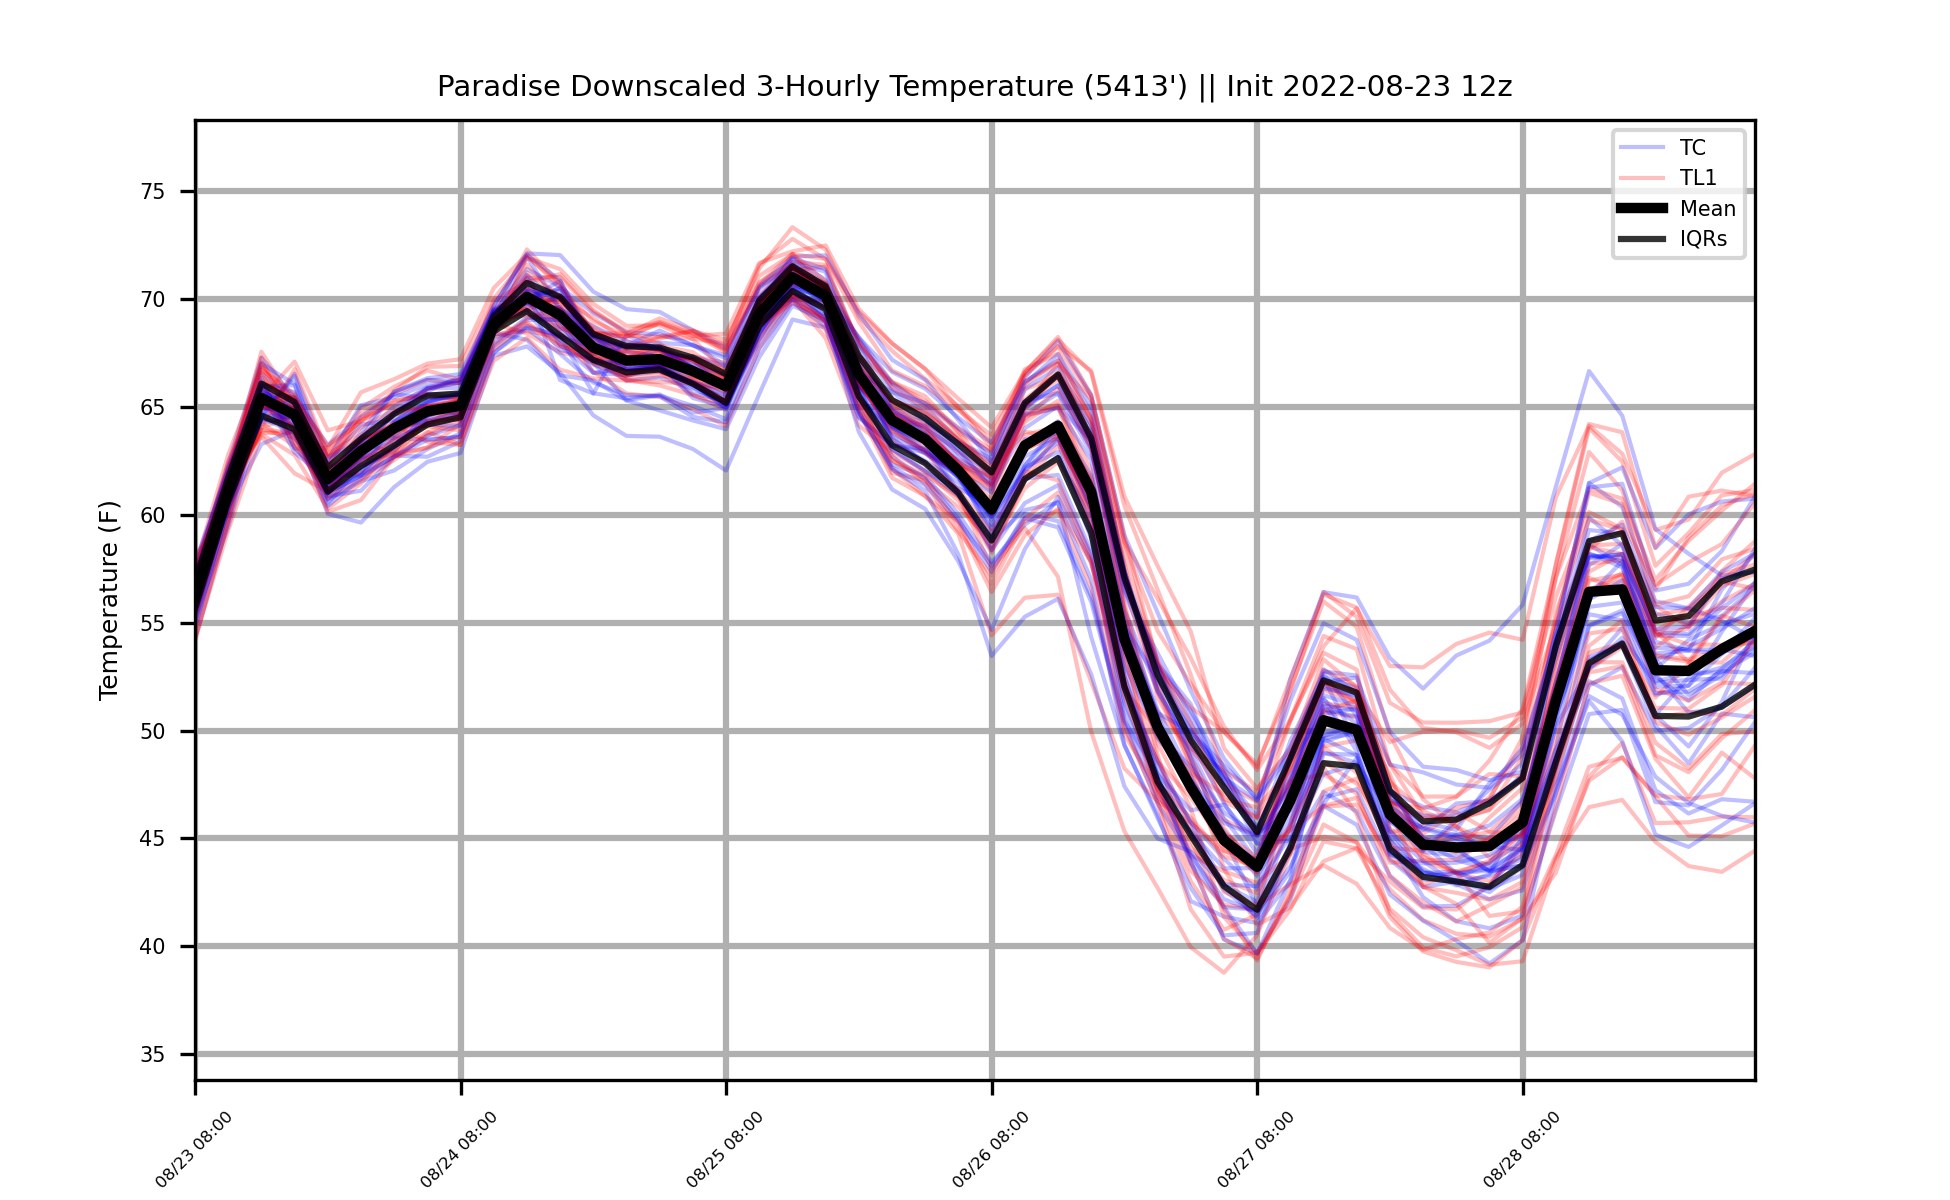 Paradise Downscaled 3-Hourly Temperature (5413') || Init 2022-08-23 12z
TC
TL1
Mean
IQRs
Temperature (F)
75
70
65
60
55
50
45
40
35
08/23 08:00
08/24 08:00
08/25 08:00
08/26 08:00
08/27 08:00
08/28 08:00